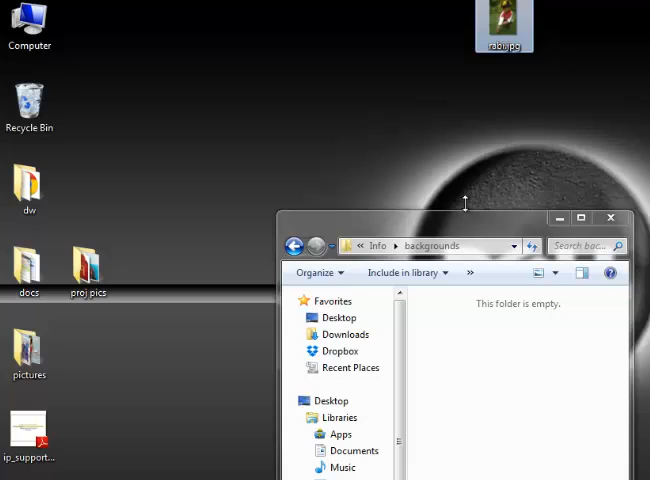 Computer
rabi.jpg
Recycle Bin
dw
Info
backgrounds
Search bac...
Organize
Include in library
»
docs
proj pics
Favorites
This folder is empty.
Desktop
Downloads
Dropbox
Recent Places
pictures
Desktop
Libraries
Apps
Documents
ip_support...
Music